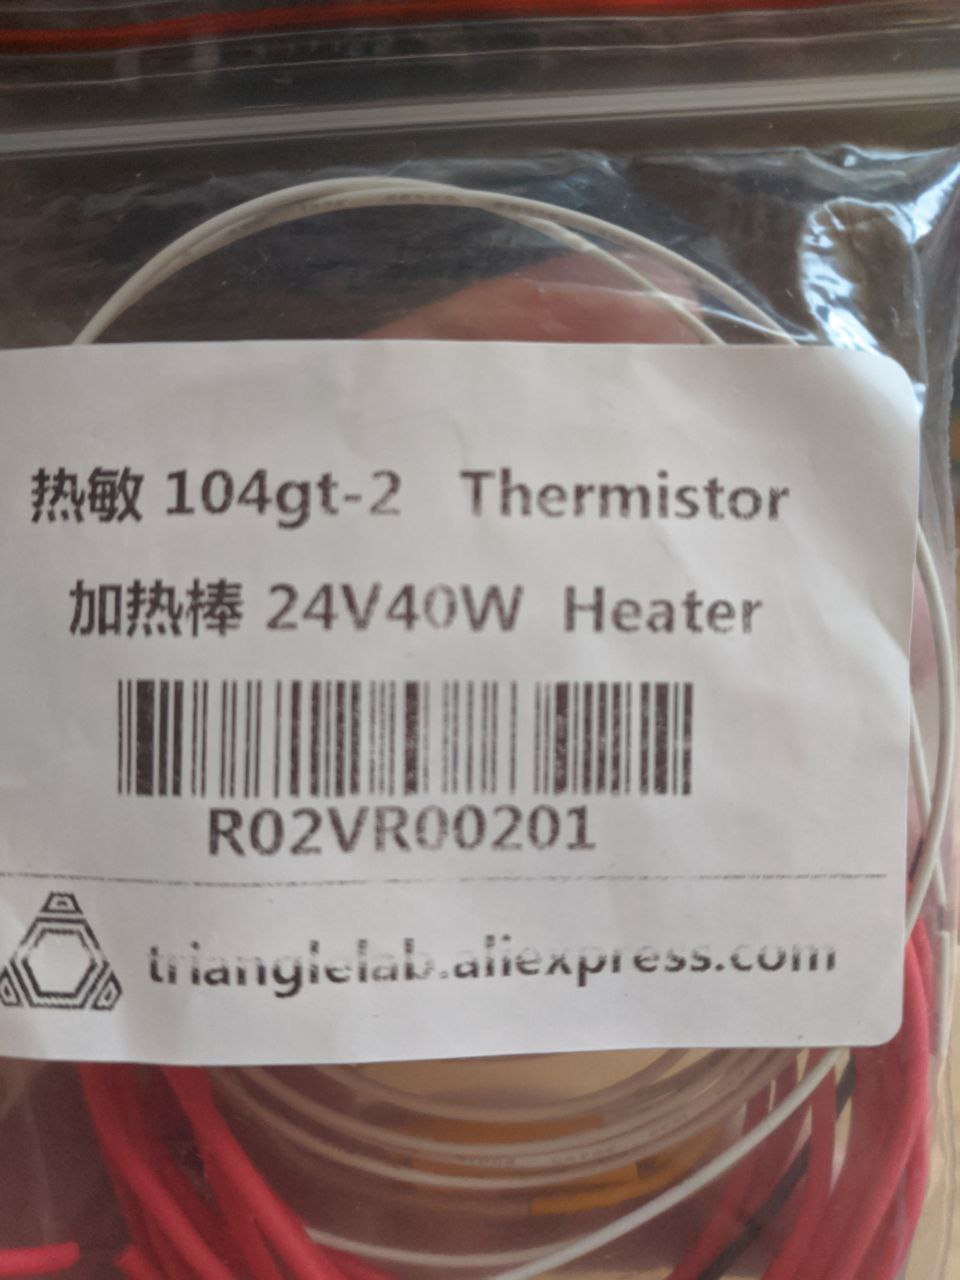 热敏 104gt-2 Thermistor
加热棒 24V40W Heater
R02VR00201
trianglelab.aliexpress.com